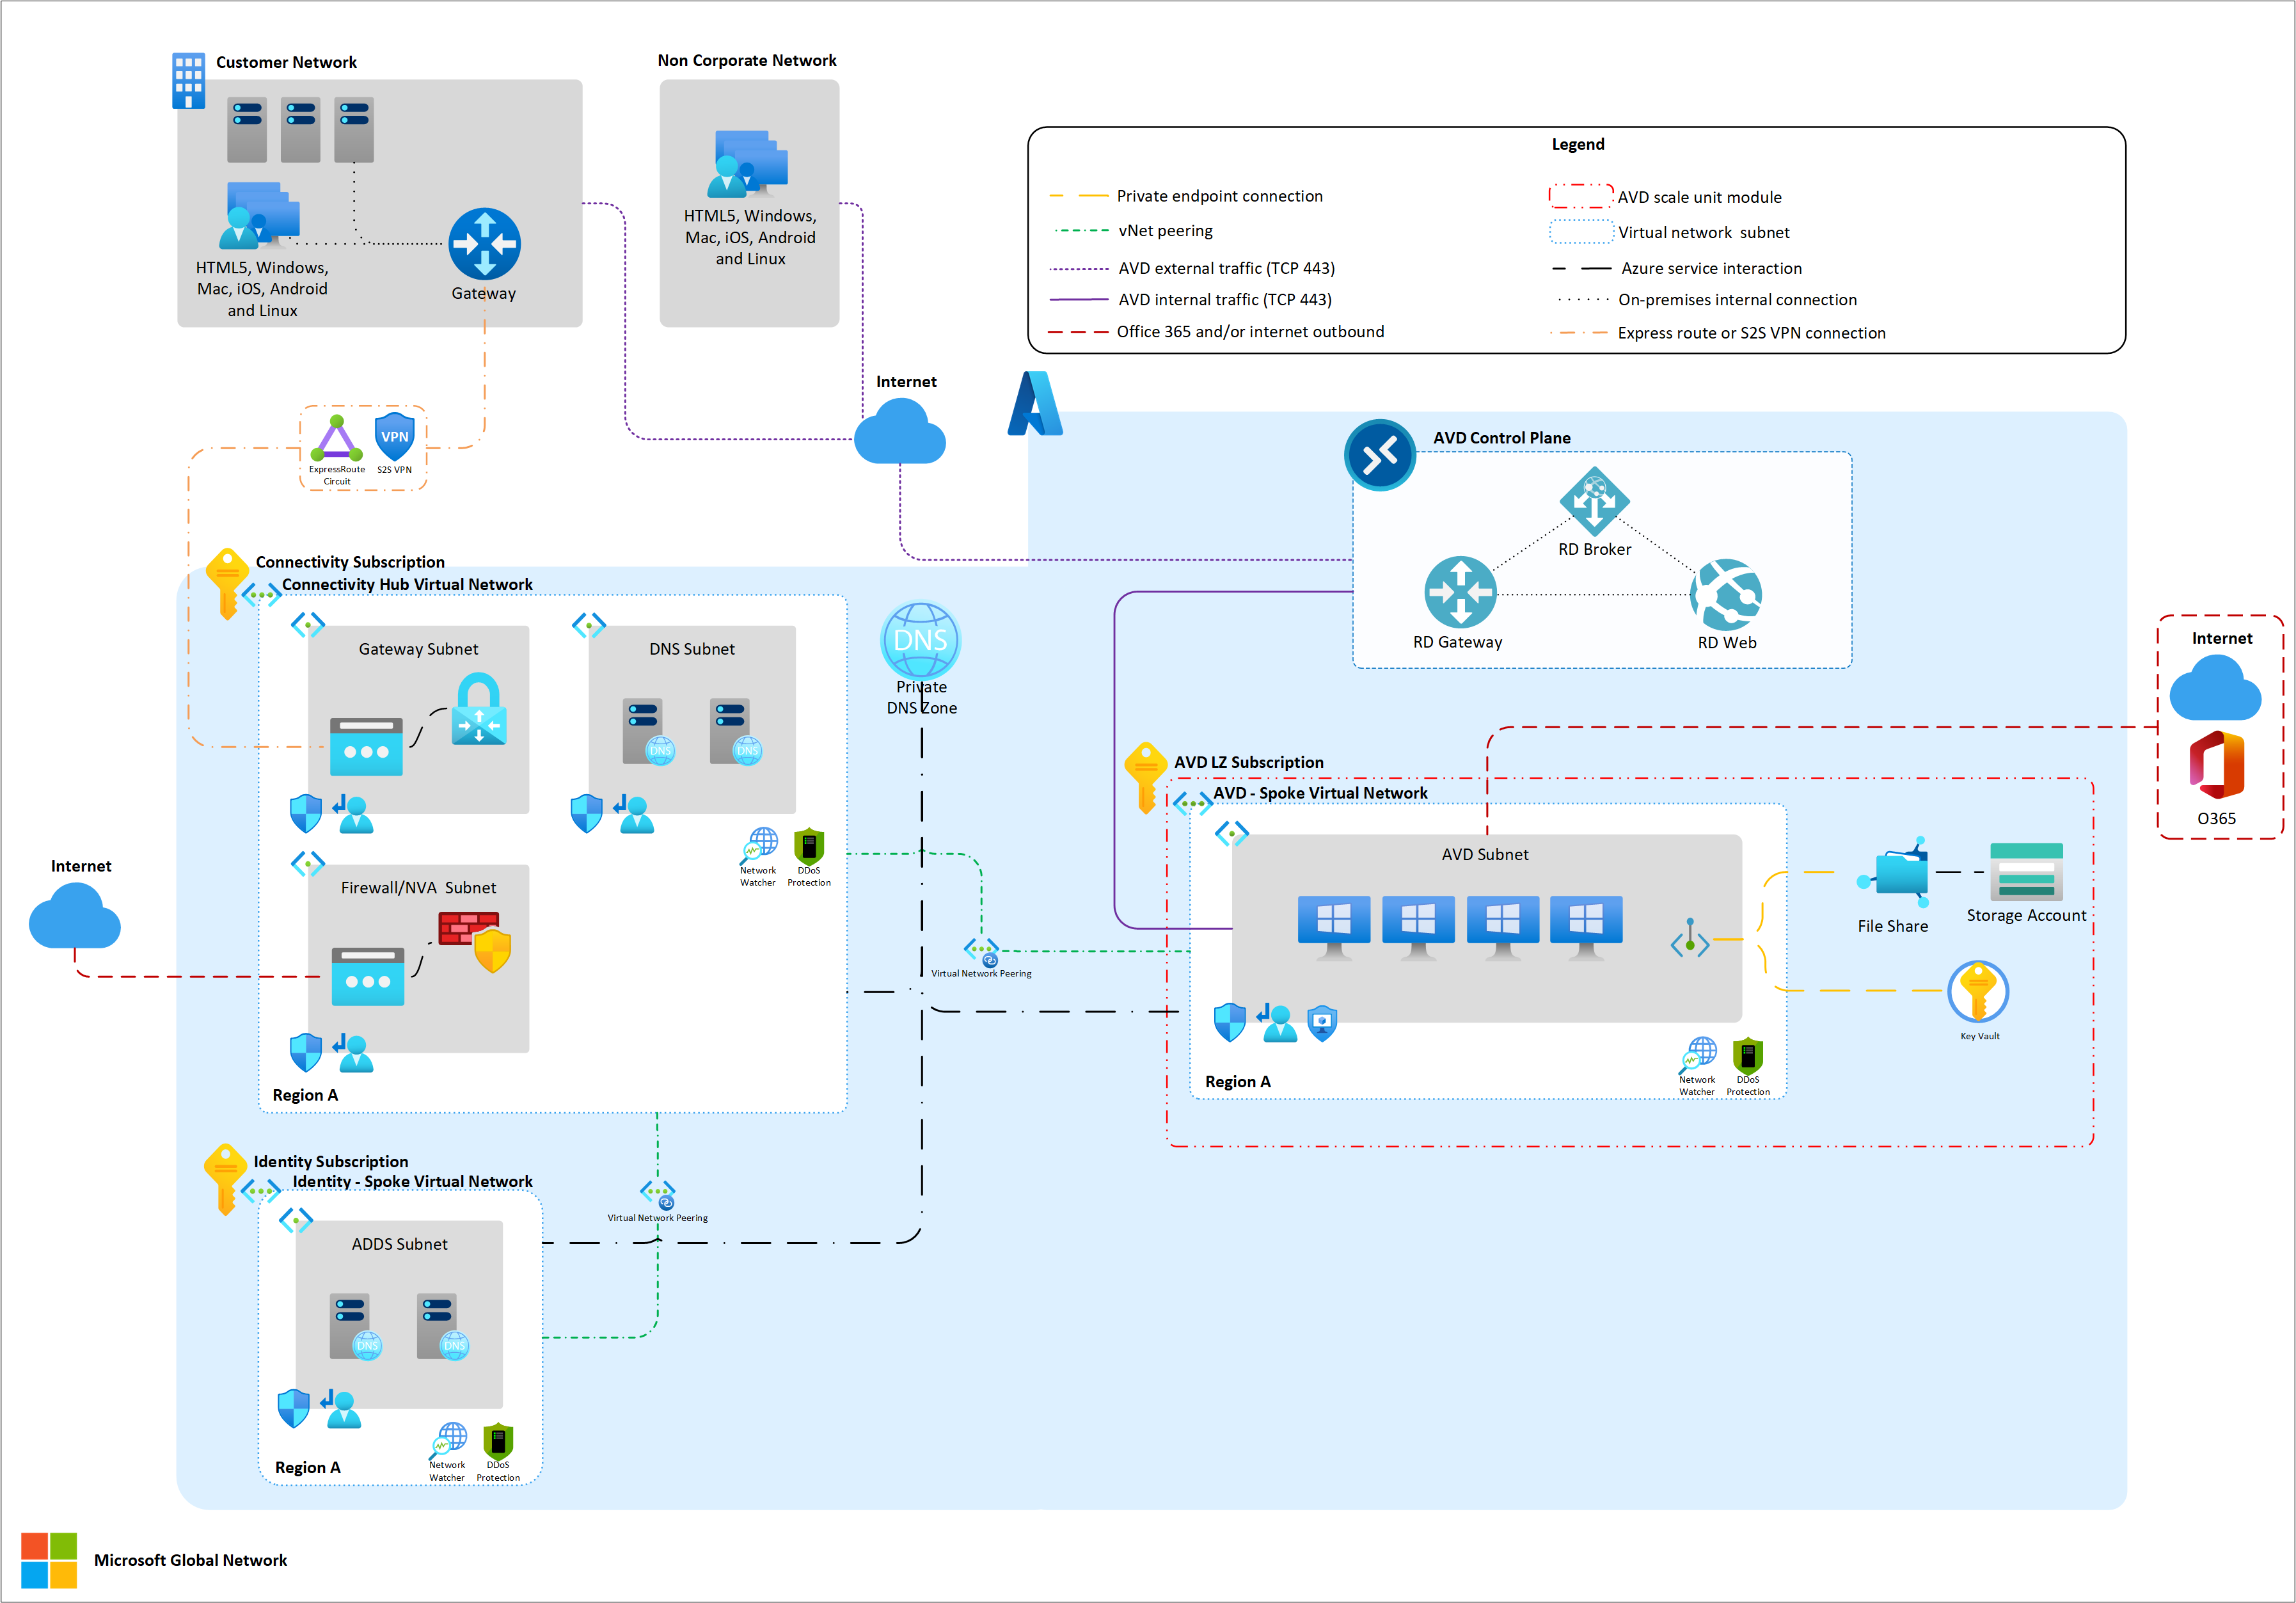 Customer Network
HTML5, Windows,
Mac, iOS, Android
and Linux
Gateway
Non Corporate Network
HTML5, Windows,
Mac, iOS, Android
and Linux
Legend
Private endpoint connection
vNet peering
AVD external traffic (TCP 443)
AVD internal traffic (TCP 443)
Office 365 and/or internet outbound
AVD scale unit module
Virtual network subnet
Azure service interaction
On-premises internal connection
Express route or S2S VPN connection
Internet
VPN
ExpressRoute
Circuit
S2S VPN
AVD Control Plane
RD Broker
RD Gateway
RD Web
Connectivity Subscription
Connectivity Hub Virtual Network
Gateway Subnet
DNS Subnet
DNS
DNS
Network
Watcher
DDoS
Protection
Firewall/NVA Subnet
Region A
Internet
DNS
Private
DNS Zone
Virtual Network Peering
Internet
O365
AVD LZ Subscription
AVD - Spoke Virtual Network
AVD Subnet
File Share
Storage Account
Key Vault
Network
Watcher
DDoS
Protection
Region A
Identity Subscription
Identity - Spoke Virtual Network
ADDS Subnet
DNS
DNS
Network
Watcher
DDoS
Protection
Region A
Virtual Network Peering
Microsoft Global Network